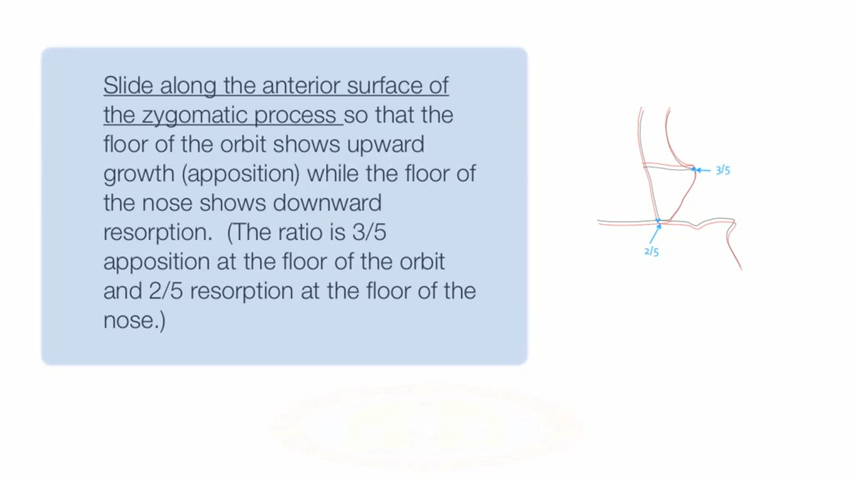 Slide along the anterior surface of
the zygomatic process so that the
floor of the orbit shows upward
growth (apposition) while the floor of
the nose shows downward
resorption.  (The ratio is 3/5
apposition at the floor of the orbit
and 2/5 resorption at the floor of the
nose.)
3/5
2/5